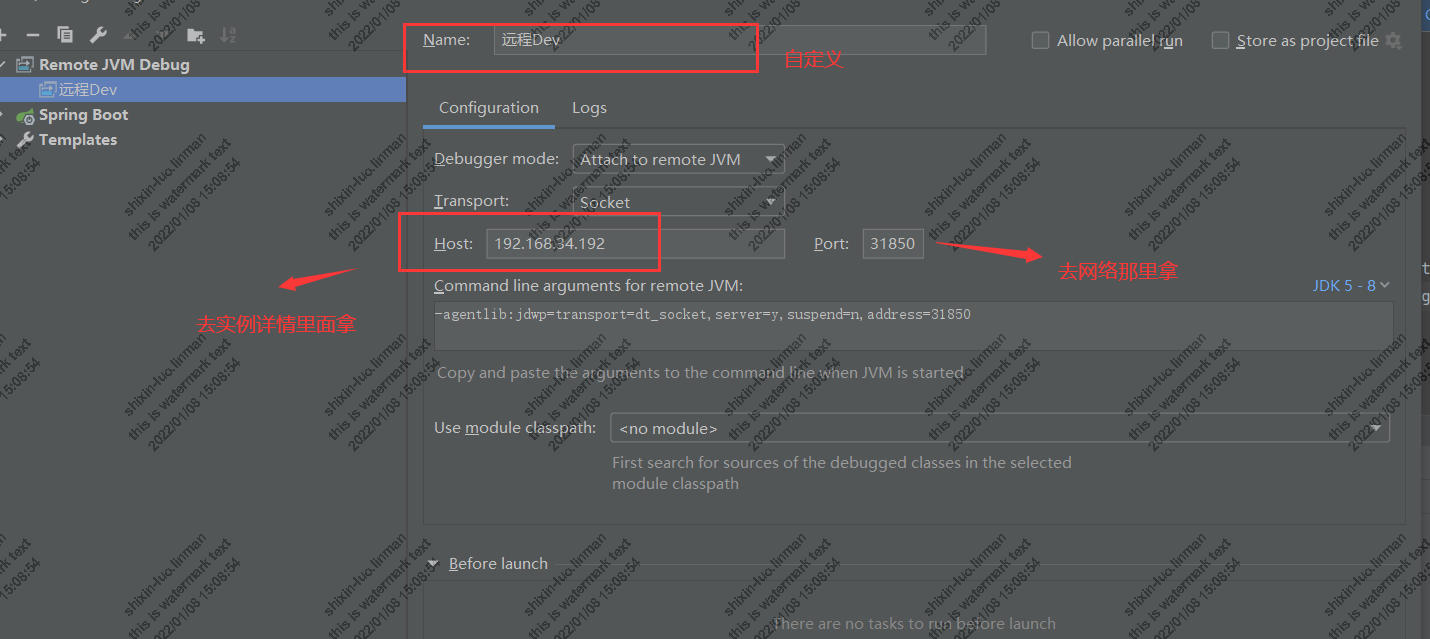 Name: 远程Dev
自定义
Allow parallel run
Store as project file
Remote JVM Debug
远程Dev
Spring Boot
Templates
Configuration Logs
Debugger mode: Attach to remote JVM
Transport: Socket
Host: 192.168.34.192 Port: 31850
去网络那里拿
去实例详情里面拿
Command line arguments for remote JVM: JDK 5 - 8
-agentlib:jdwp=transport=dt_socket,server=y,suspend=n,address=31850
Copy and paste the arguments to the command line when JVM is started
Use module classpath: <no module>
First search for sources of the debugged classes in the selected
module classpath
Before launch
There are no tasks to run before launch
shixin-luo.linman
this is watermark text
2022/01/08 15:08:54